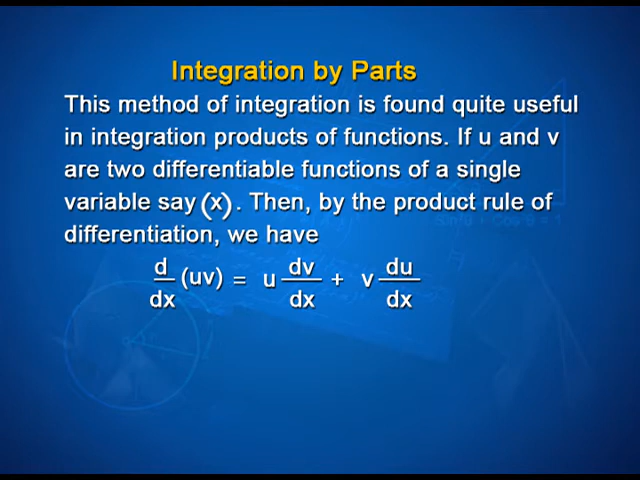 Integration by Parts
This method of integration is found quite useful
in integration products of functions. If u and v
are two differentiable functions of a single
variable say (x). Then, by the product rule of
differentiation, we have
d/dx (uv) = u dv/dx + v du/dx